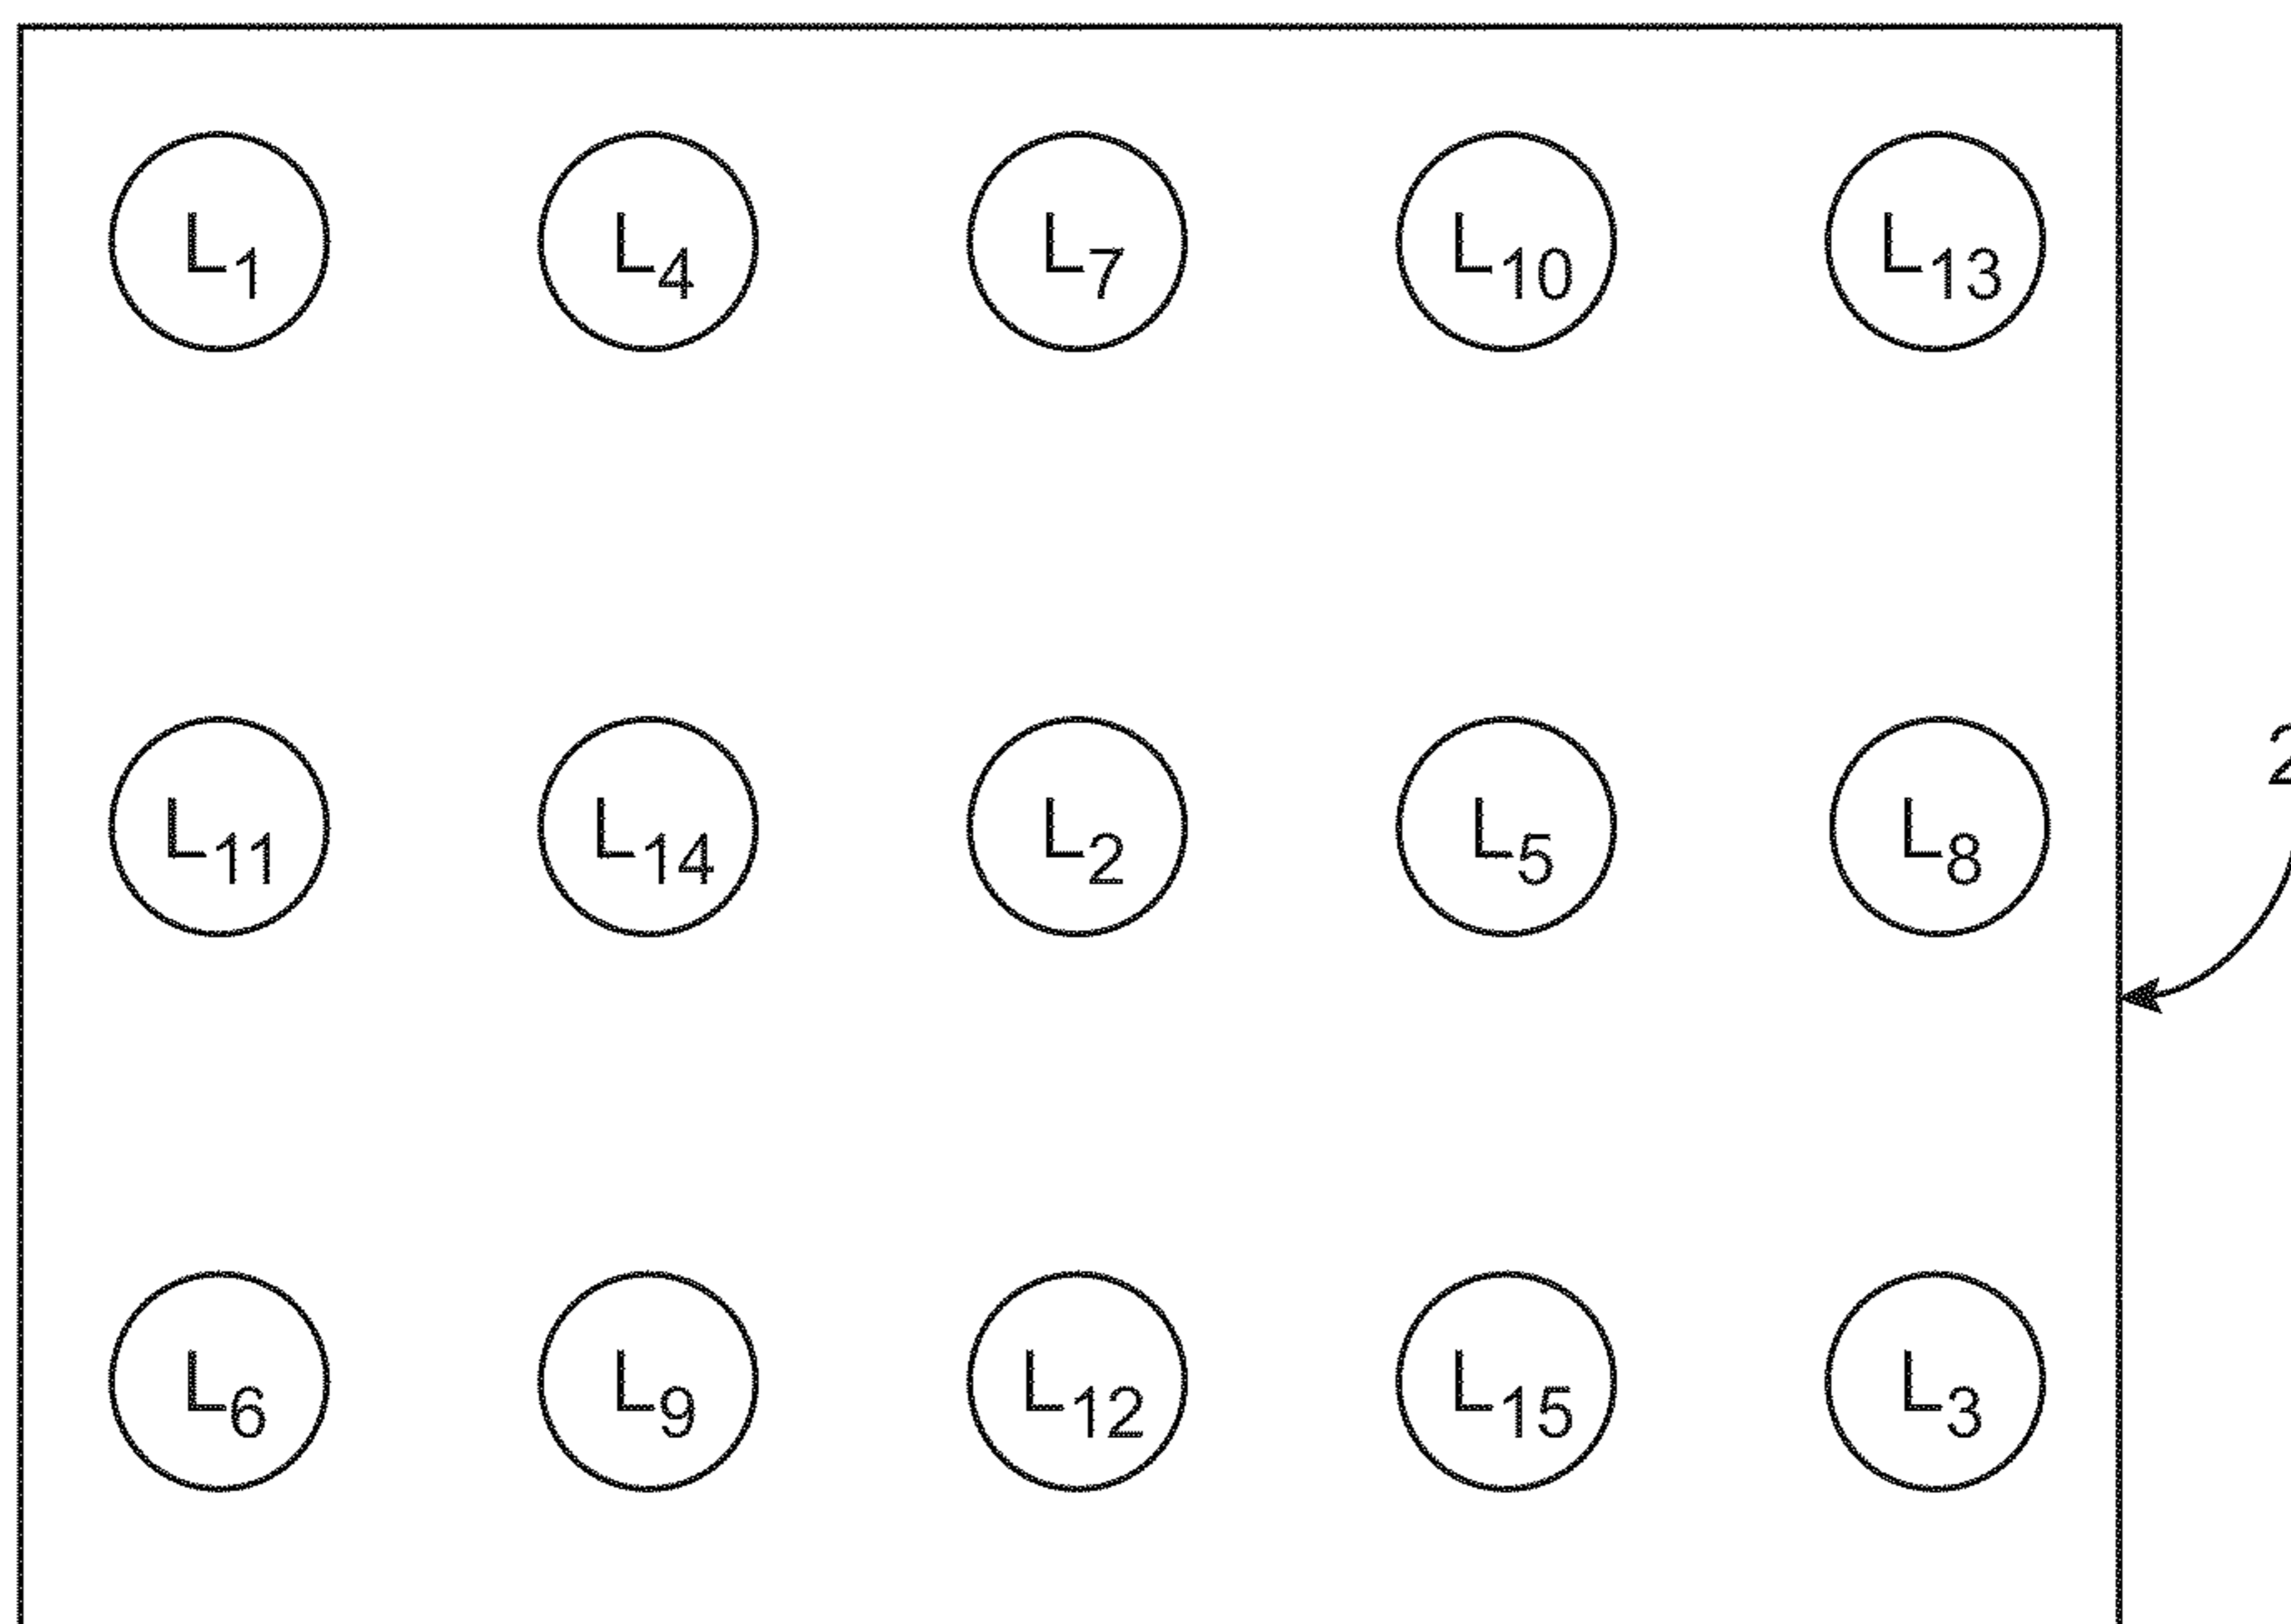 L₁ L₄ L₇ L₁₀ L₁₃
L₁₁ L₁₄ L₂ L₅ L₈
L₆ L₉ L₁₂ L₁₅ L₃